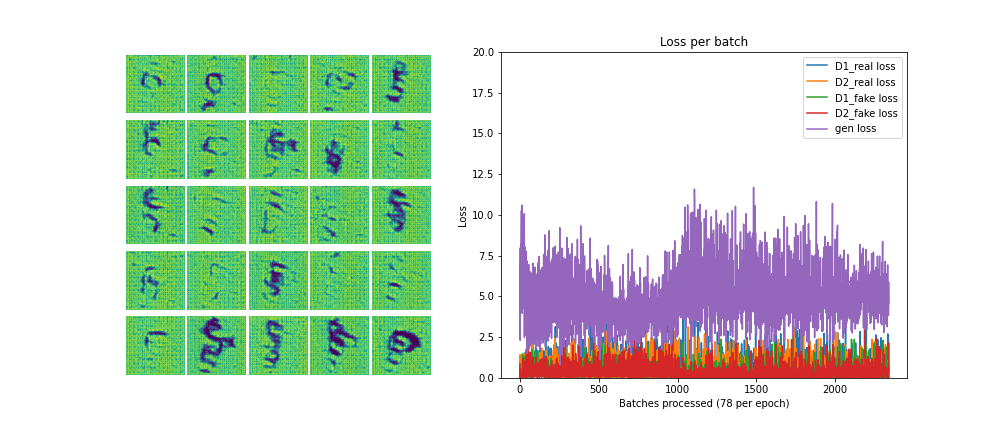 Loss per batch
20.0
17.5
15.0
12.5
10.0
7.5
5.0
2.5
0.0
Loss
D1_real loss
D2_real loss
D1_fake loss
D2_fake loss
gen loss
0 500 1000 1500 2000
Batches processed (78 per epoch)